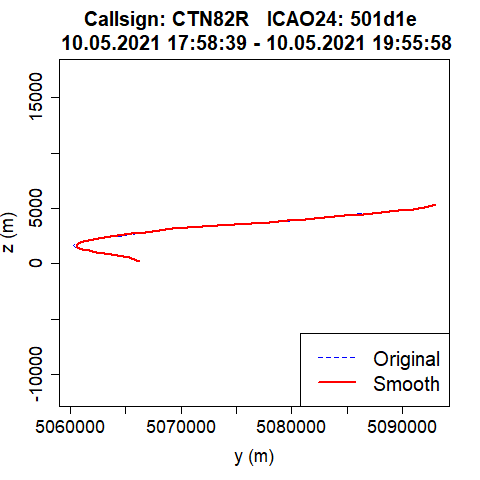 Callsign: CTN82R   ICAO24: 501d1e
10.05.2021 17:58:39 - 10.05.2021 19:55:58
z (m)
15000
5000
0
-10000
Original
Smooth
5060000 5070000 5080000 5090000
y (m)